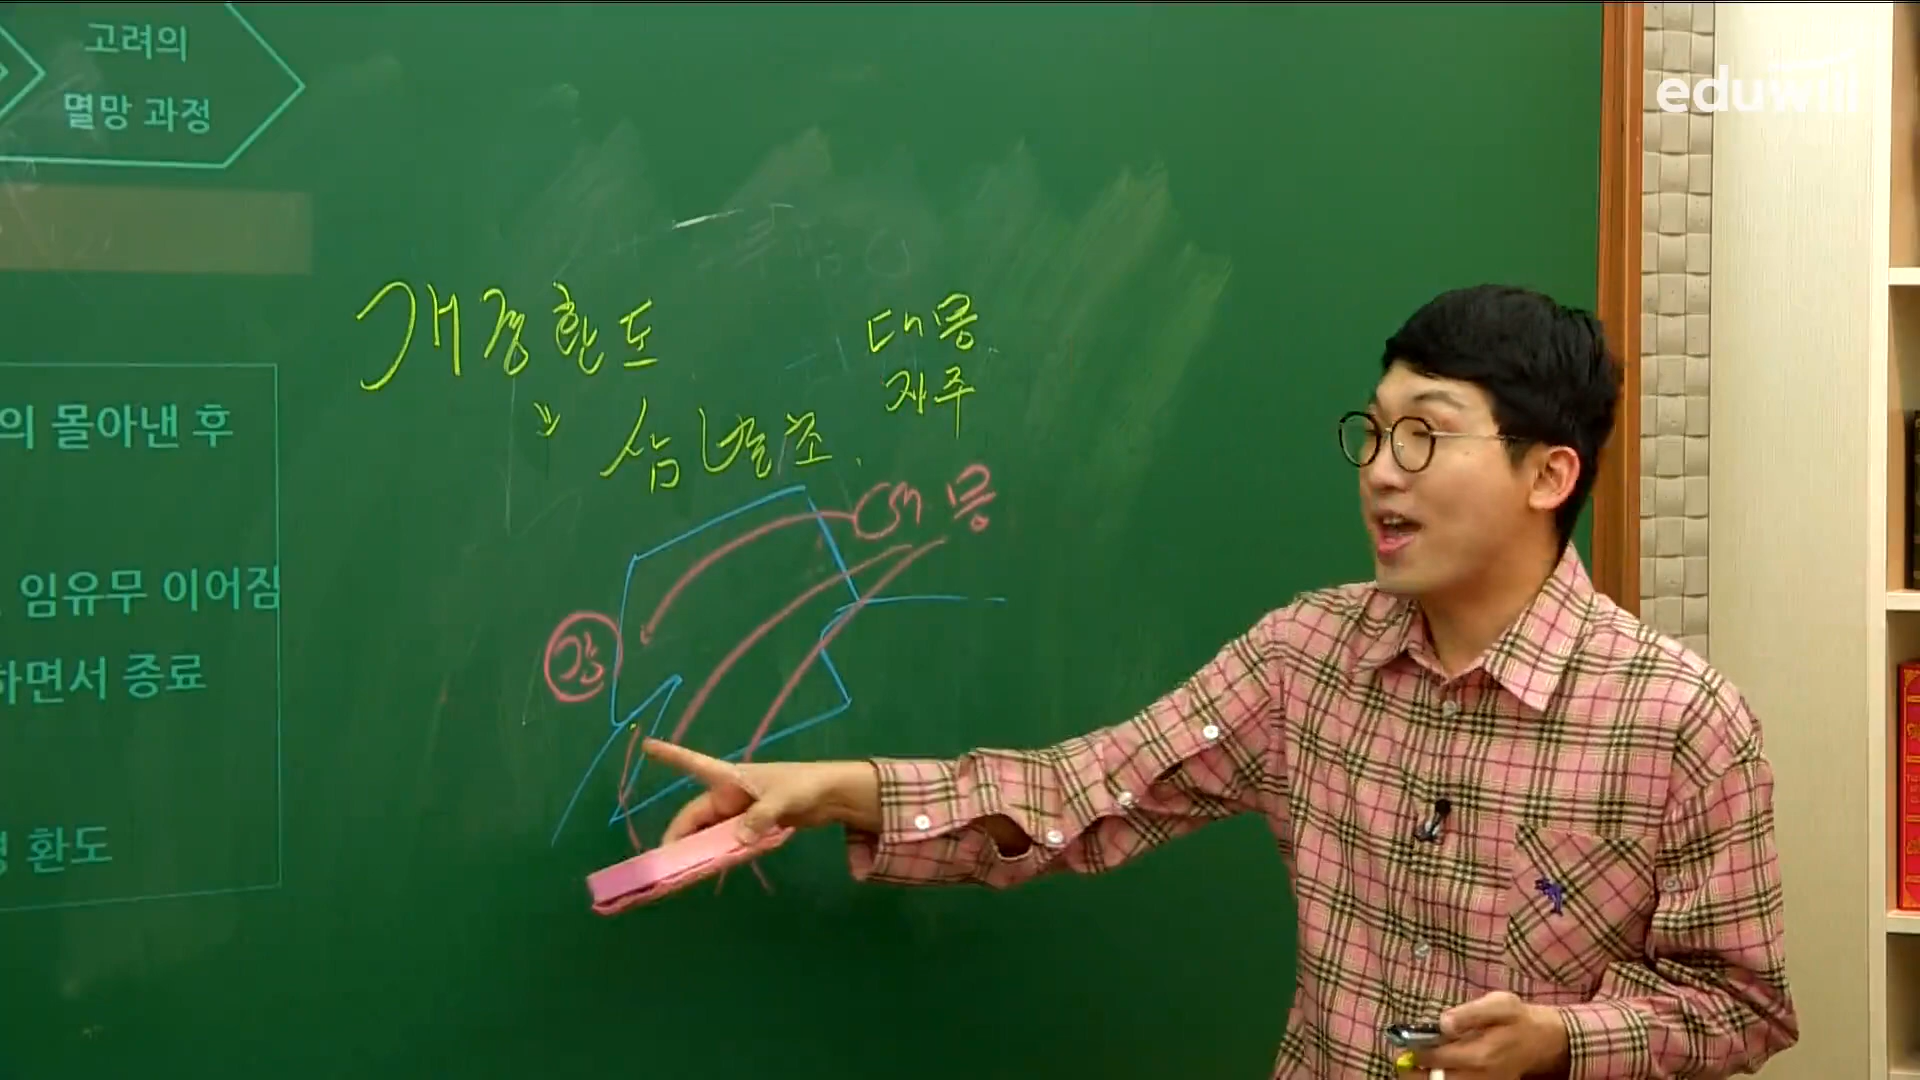 고려의
멸망 과정
eduwill
개경환도
대몽
자주
삼별초.
의 몰아낸 후
몽
강
임유무 이어짐
하면서 종료
환도